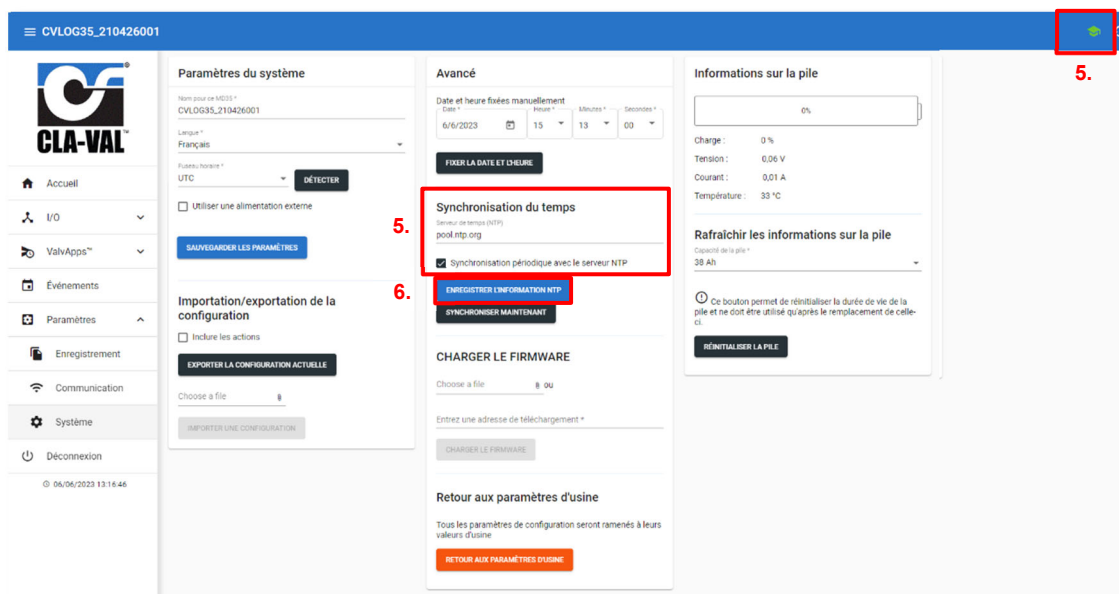 CVLOG35_210426001
5.
CLA-VAL
Accueil
I/O
ValvApps™
Événements
Paramètres
Enregistrement
Communication
Système
Déconnexion
06/06/2023 13:16:46
Paramètres du système
Nom pour ce MD35 *
CVLOG35_210426001
Langue *
Français
Fuseau horaire *
UTC
DÉTECTER
Utiliser une alimentation externe
SAUVEGARDER LES PARAMÈTRES
Importation/exportation de la
configuration
Inclure les actions
EXPORTER LA CONFIGURATION ACTUELLE
Choose a file
IMPORTER UNE CONFIGURATION
Avancé
Date et heure fixées manuellement
Date * Heure * Minutes * Secondes *
6/6/2023 15 13 00
FIXER LA DATE ET L'HEURE
5.
Synchronisation du temps
Serveur de temps (NTP)
pool.ntp.org
Synchronisation périodique avec le serveur NTP
6.
ENREGISTRER L'INFORMATION NTP
SYNCHRONISER MAINTENANT
CHARGER LE FIRMWARE
Choose a file ou
Entrez une adresse de téléchargement *
CHARGER LE FIRMWARE
Retour aux paramètres d'usine
Tous les paramètres de configuration seront ramenés à leurs
valeurs d'usine
RETOUR AUX PARAMÈTRES D'USINE
Informations sur la pile
0%
Charge : 0 %
Tension : 0,06 V
Courant : 0,01 A
Température : 33 °C
Rafraîchir les informations sur la pile
Capacité de la pile *
38 Ah
Ce bouton permet de réinitialiser la durée de vie de la
pile et ne doit être utilisé qu'après le remplacement de celle-
ci.
RÉINITIALISER LA PILE